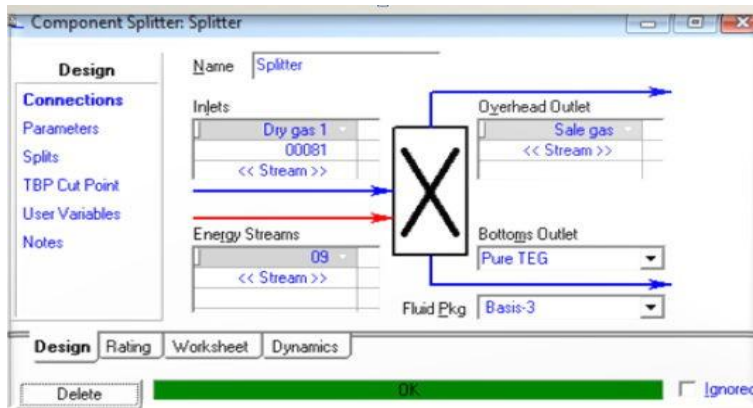 Component Splitter: Splitter
Design
Connections
Parameters
Splits
TBP Cut Point
User Variables
Notes
Name Splitter
Inlets
Dry gas 1
00081
<< Stream >>
Energy Streams
09
<< Stream >>
Overhead Outlet
Sale gas
<< Stream >>
Bottoms Outlet
Pure TEG
Fluid Pkg Basis-3
Design Rating Worksheet Dynamics
Delete OK Ignored